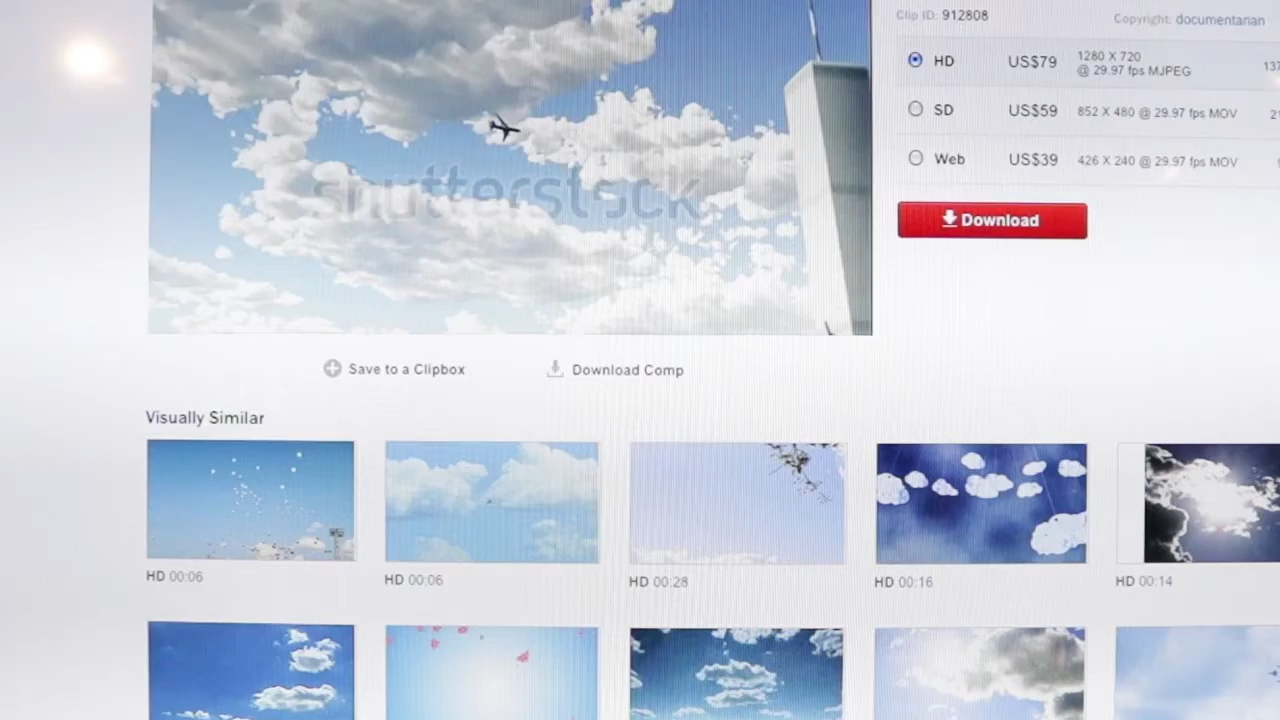 Clip ID: 912808
Copyright: documentarian
HD US$79 1280 X 720
@ 29.97 fps MJPEG
SD US$59 852 X 480 @ 29.97 fps MOV
Web US$39 426 X 240 @ 29.97 fps MOV
Download
shutterstock
Save to a Clipbox
Download Comp
Visually Similar
HD 00:06
HD 00:06
HD 00:28
HD 00:16
HD 00:14